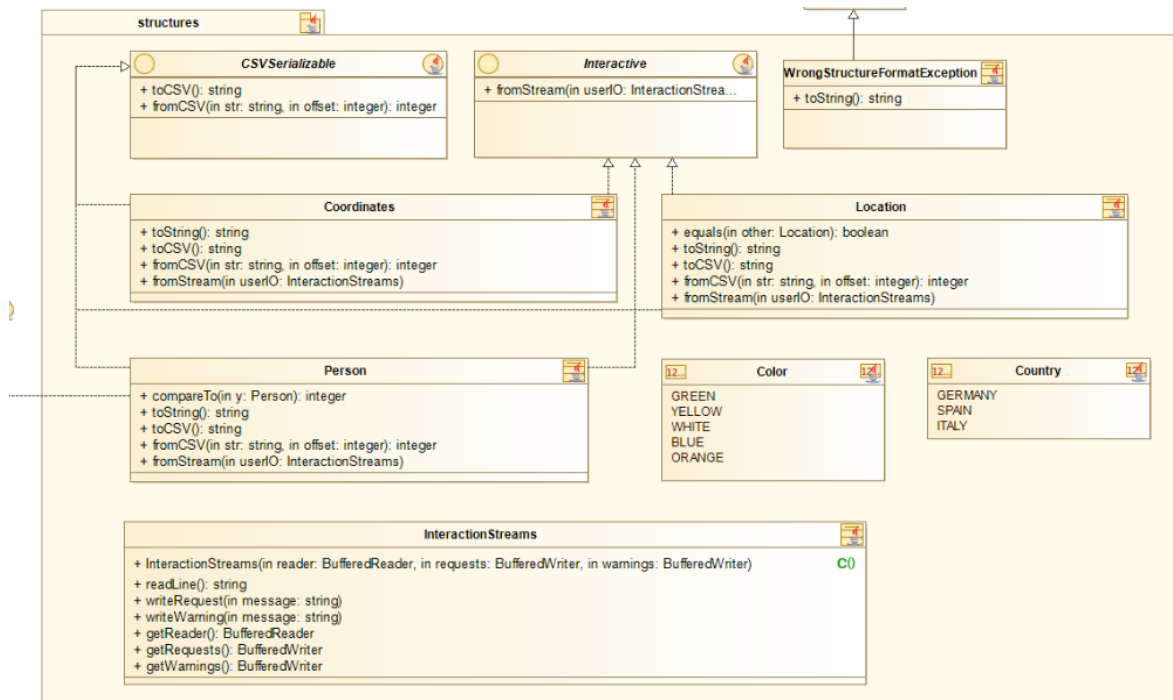 structures
CSVSerializable
+ toCSV(): string
+ fromCSV(in str: string, in offset: integer): integer
Interactive
+ fromStream(in userIO: InteractionStrea...
WrongStructureFormatException
+ toString(): string
Coordinates
+ toString(): string
+ toCSV(): string
+ fromCSV(in str: string, in offset: integer): integer
+ fromStream(in userIO: InteractionStreams)
Location
+ equals(in other: Location): boolean
+ toString(): string
+ toCSV(): string
+ fromCSV(in str: string, in offset: integer): integer
+ fromStream(in userIO: InteractionStreams)
Person
+ compareTo(in y: Person): integer
+ toString(): string
+ toCSV(): string
+ fromCSV(in str: string, in offset: integer): integer
+ fromStream(in userIO: InteractionStreams)
12... Color
GREEN
YELLOW
WHITE
BLUE
ORANGE
12... Country
GERMANY
SPAIN
ITALY
InteractionStreams
+ InteractionStreams(in reader: BufferedReader, in requests: BufferedWriter, in warnings: BufferedWriter) C()
+ readLine(): string
+ writeRequest(in message: string)
+ writeWarning(in message: string)
+ getReader(): BufferedReader
+ getRequests(): BufferedWriter
+ getWarnings(): BufferedWriter